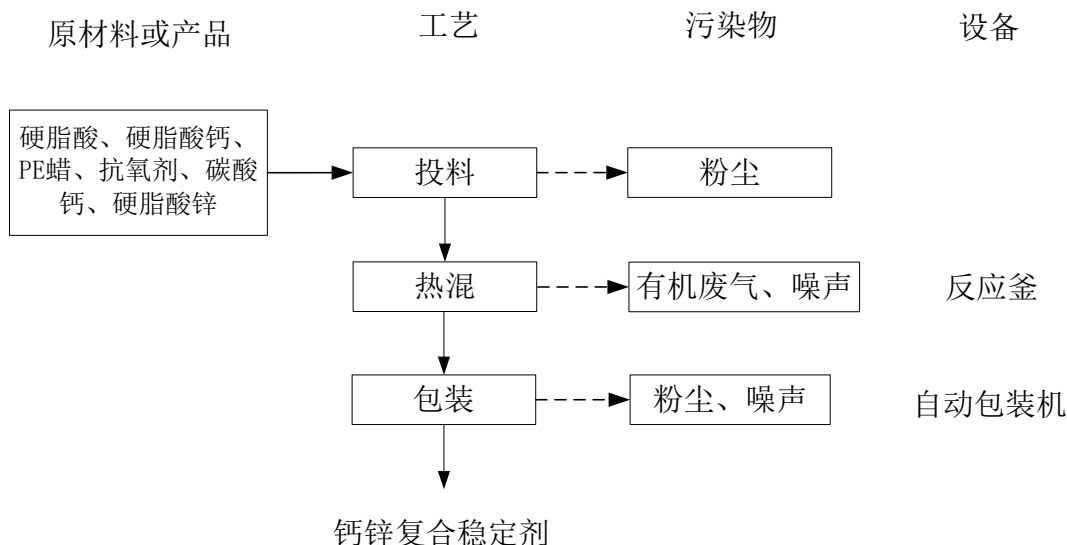 原材料或产品 工艺 污染物 设备
硬脂酸、硬脂酸钙、
PE蜡、抗氧剂、碳酸
钙、硬脂酸锌
投料 粉尘
热混 有机废气、噪声 反应釜
包装 粉尘、噪声 自动包装机
钙锌复合稳定剂